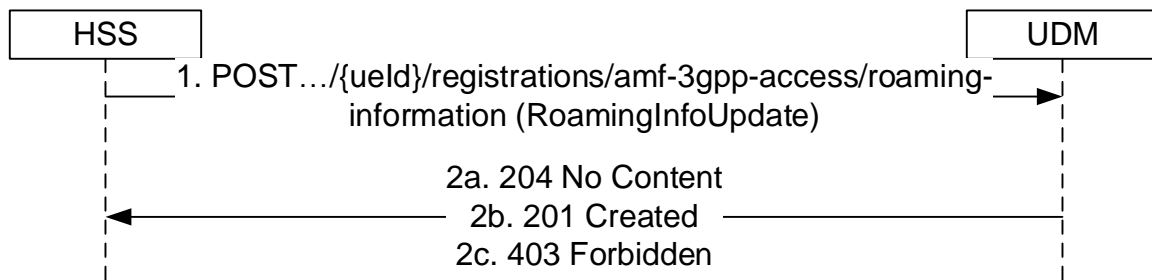 HSS
UDM
1. POST…/{ueId}/registrations/amf-3gpp-access/roaming-
information (RoamingInfoUpdate)
2a. 204 No Content
2b. 201 Created
2c. 403 Forbidden